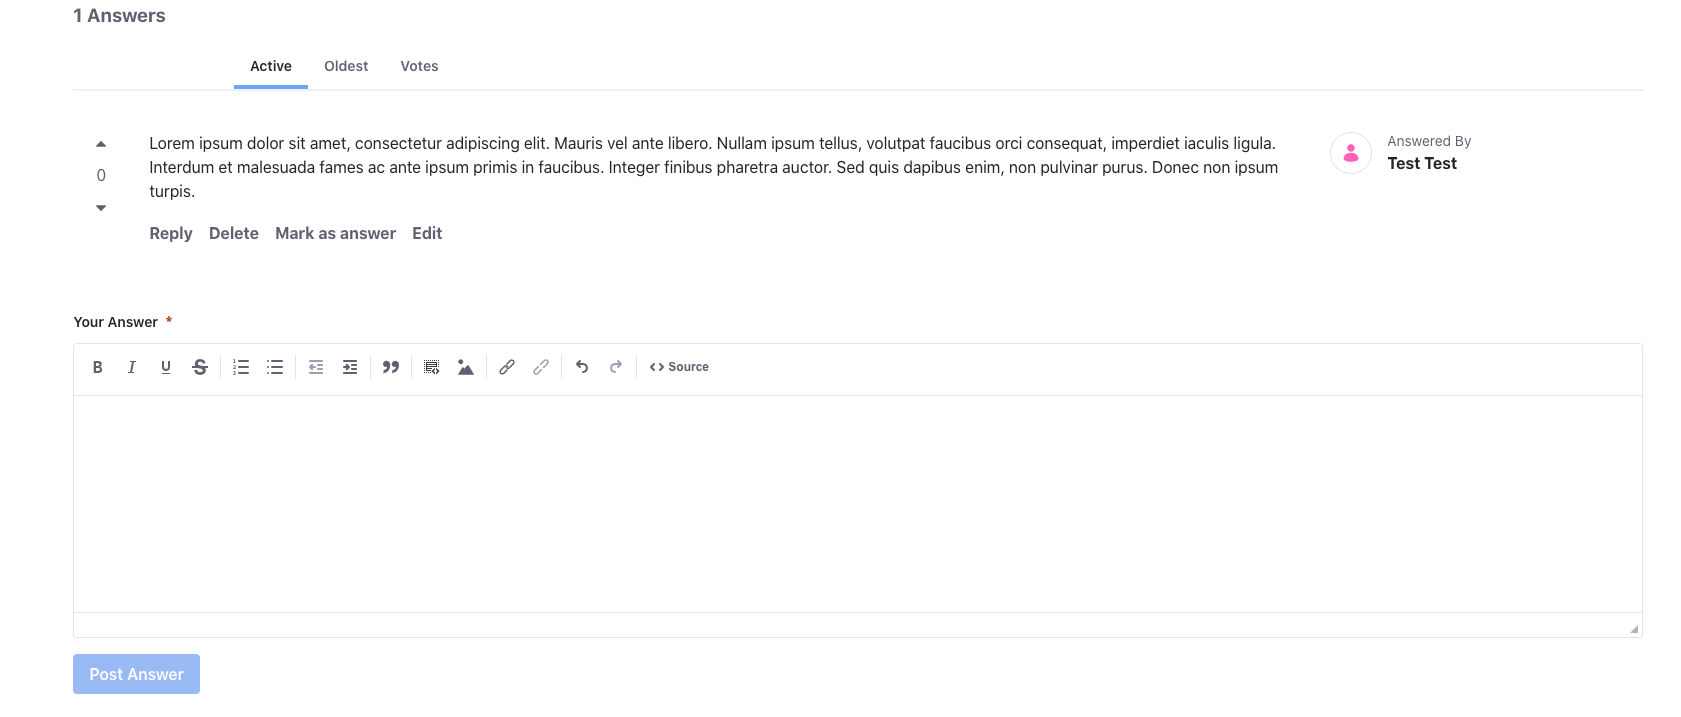 1 Answers
Active Oldest Votes
Lorem ipsum dolor sit amet, consectetur adipiscing elit. Mauris vel ante libero. Nullam ipsum tellus, volutpat faucibus orci consequat, imperdiet iaculis ligula.
Interdum et malesuada fames ac ante ipsum primis in faucibus. Integer finibus pharetra auctor. Sed quis dapibus enim, non pulvinar purus. Donec non ipsum
turpis.
0
Answered By
Test Test
Reply Delete Mark as answer Edit
Your Answer *
B I U S Source
Post Answer